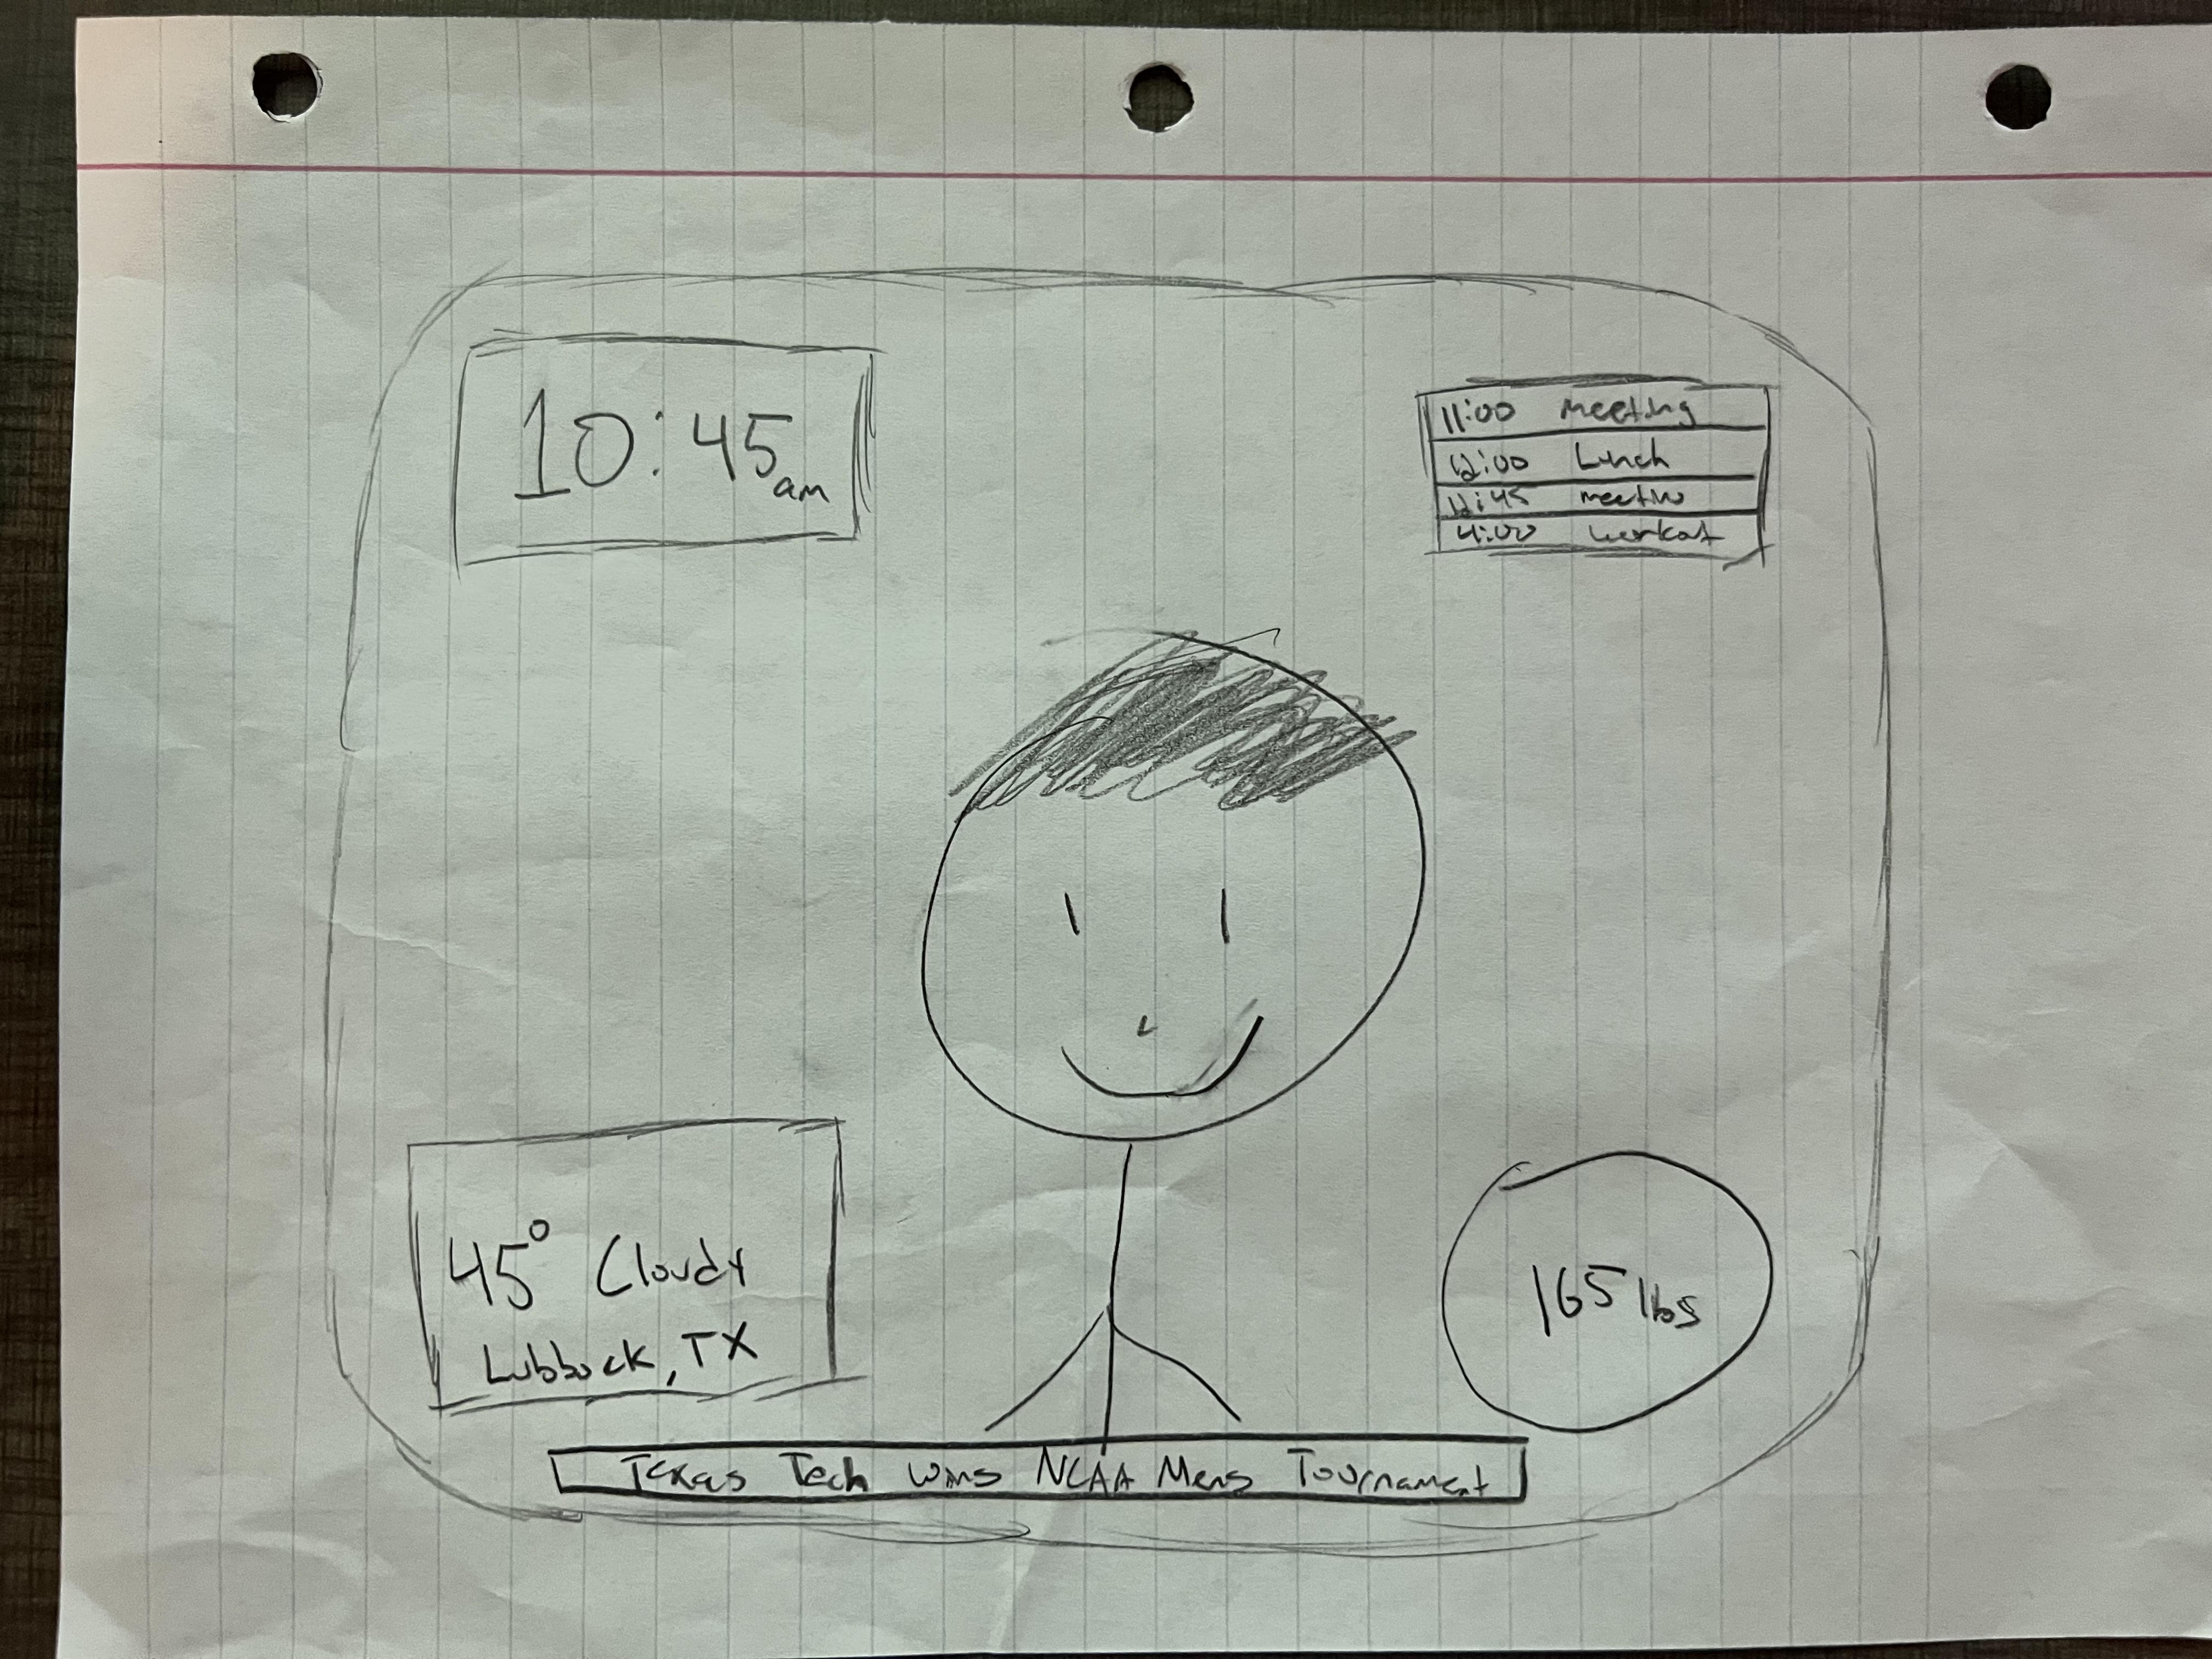 10:45 am
11:00 Meeting
12:00 Lunch
12:45 meetin
4:00 workout
45° Cloudy
Lubbock, TX
165 lbs
Texas Tech wins NCAA Mens Tournament